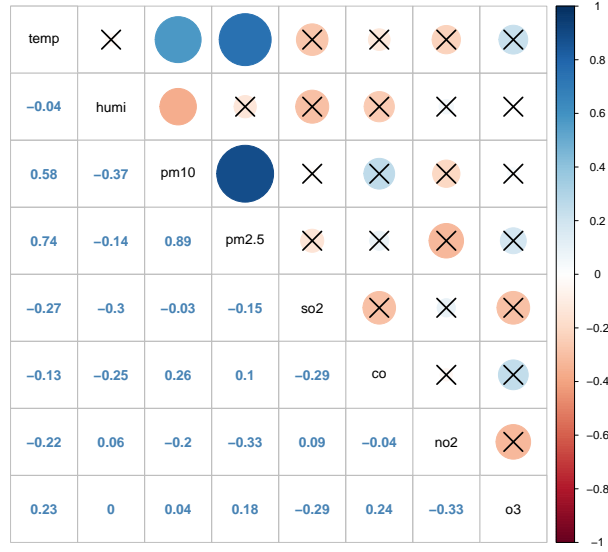 temp
−0.04 humi
0.58 −0.37 pm10
0.74 −0.14 0.89 pm2.5
−0.27 −0.3 −0.03 −0.15 so2
−0.13 −0.25 0.26 0.1 −0.29 co
−0.22 0.06 −0.2 −0.33 0.09 −0.04 no2
0.23 0 0.04 0.18 −0.29 0.24 −0.33 o3
1
0.8
0.6
0.4
0.2
0
−0.2
−0.4
−0.6
−0.8
−1